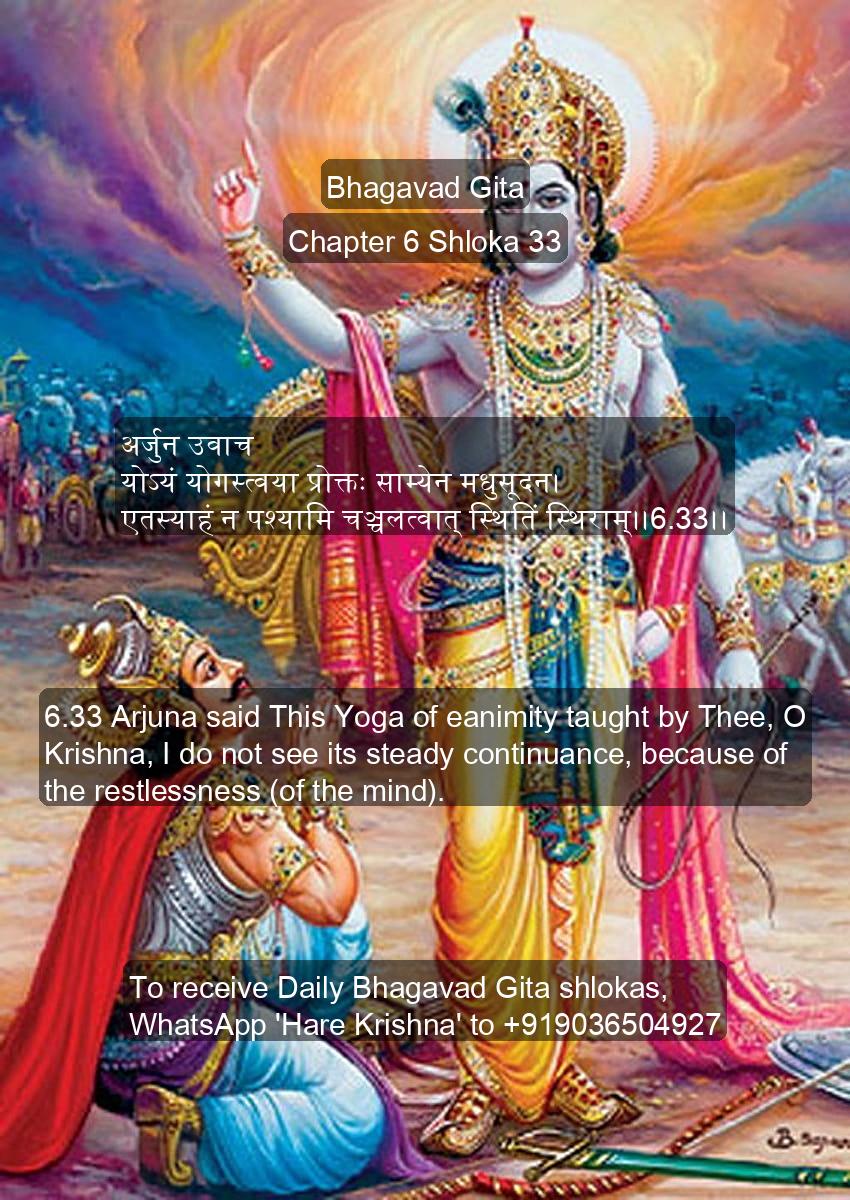 Bhagavad Gita
Chapter 6 Shloka 33
अर्जुन उवाच
योऽयं योगस्त्वया प्रोक्तः साम्येन मधुसूदन।
एतस्याहं न पश्यामि चञ्चलत्वात् स्थितिं स्थिराम्।।6.33।।
6.33 Arjuna said This Yoga of eanimity taught by Thee, O
Krishna, I do not see its steady continuance, because of
the restlessness (of the mind).
To receive Daily Bhagavad Gita shlokas,
WhatsApp 'Hare Krishna' to +919036504927